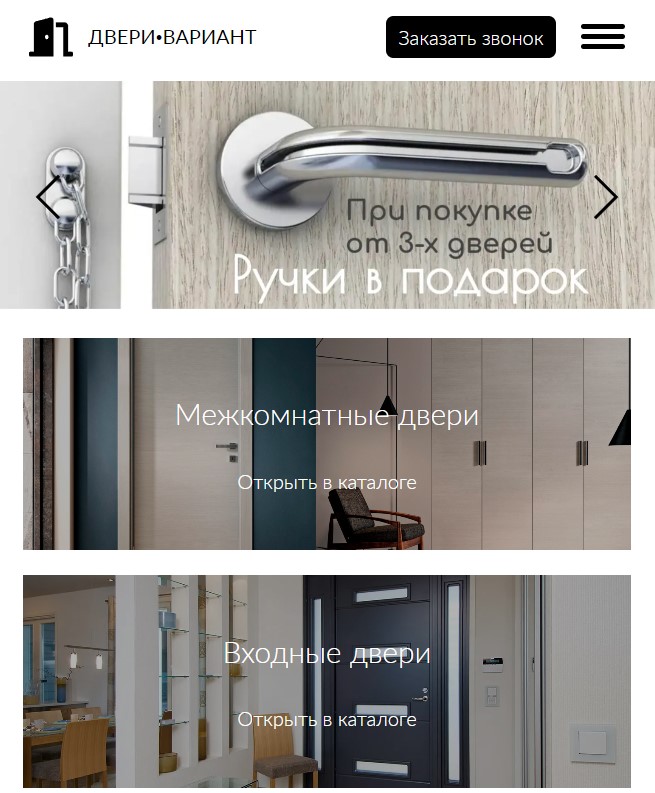 ДВЕРИ•ВАРИАНТ
Заказать звонок
При покупке
от 3-х дверей
Ручки в подарок
Межкомнатные двери
Открыть в каталоге
Входные двери
Открыть в каталоге